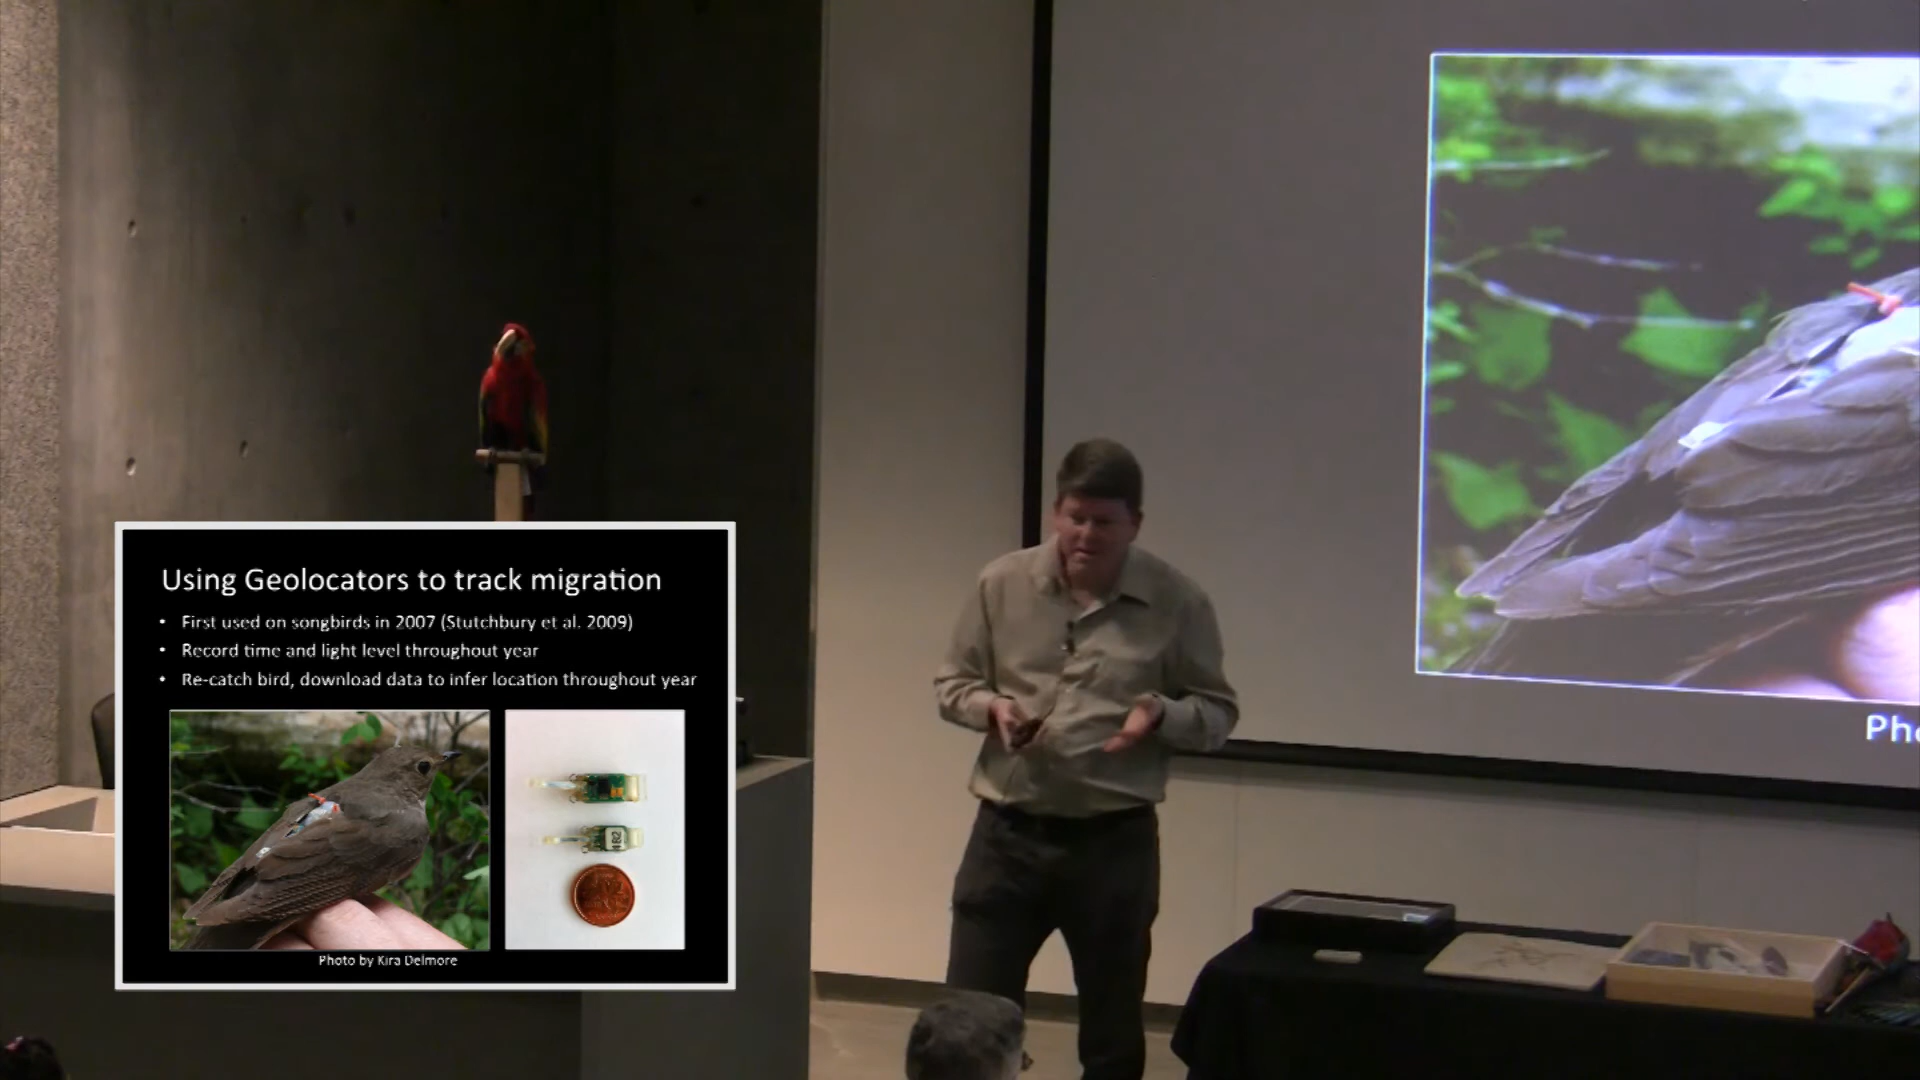 Using Geolocators to track migration
• First used on songbirds in 2007 (Stutchbury et al. 2009)
• Record time and light level throughout year
• Re-catch bird, download data to infer location throughout year
182
Photo by Kira Delmore
Pho